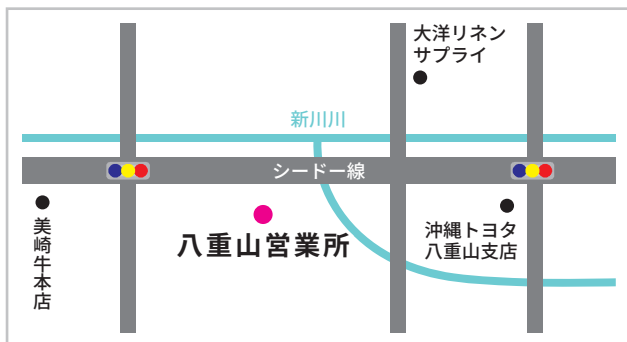 大洋リネン
サプライ
新川川
シードー線
美崎牛本店
八重山営業所
沖縄トヨタ
八重山支店